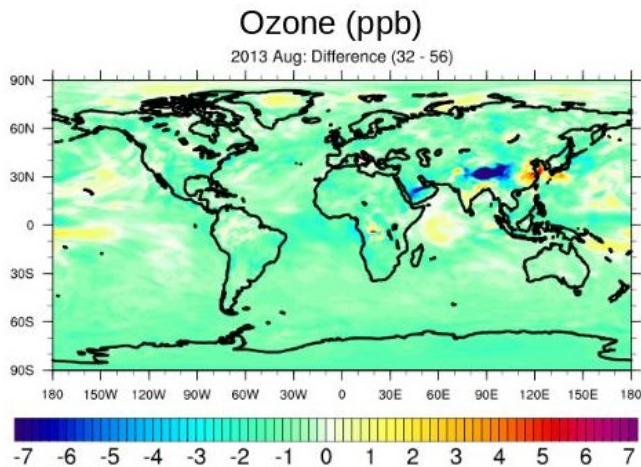 Ozone (ppb)
2013 Aug: Difference (32 - 56)
90N
60N
30N
0
30S
60S
90S
180 150W 120W 90W 60W 30W 0 30E 60E 90E 120E 150E 180
-7 -6 -5 -4 -3 -2 -1 0 1 2 3 4 5 6 7